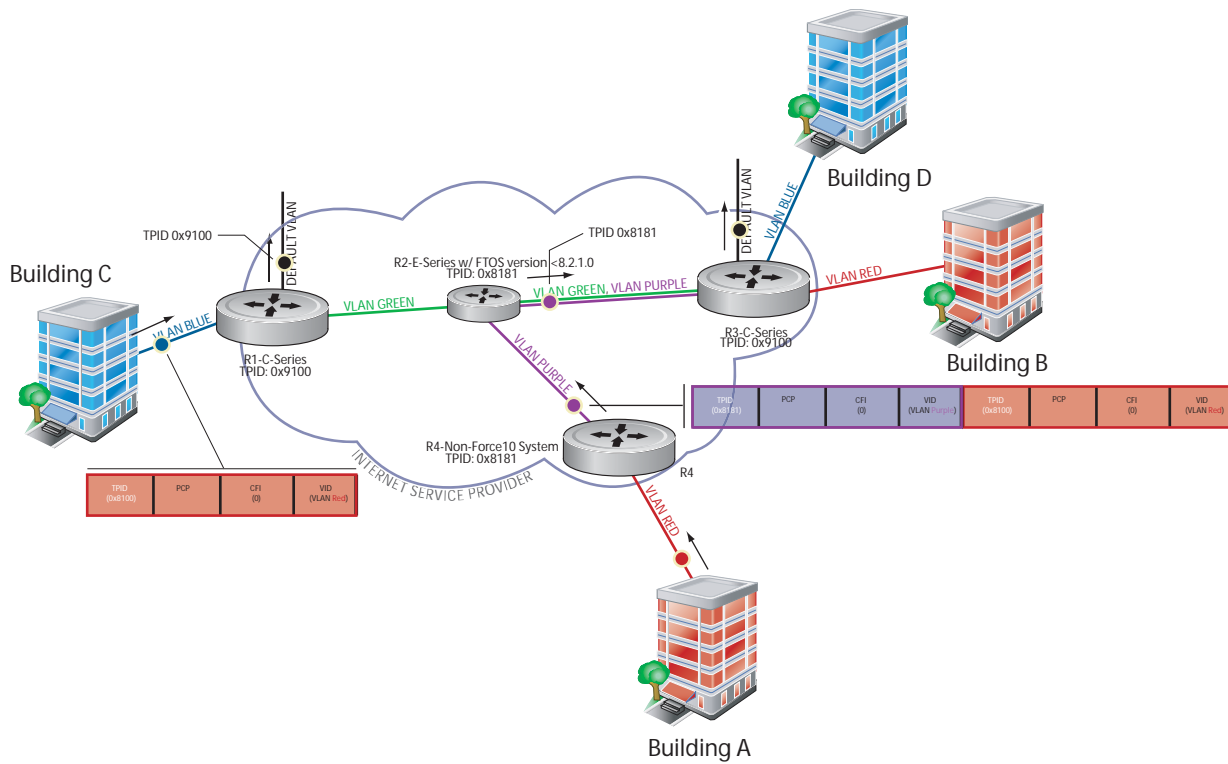 Building D
VLAN BLUE
DEFAULT VLAN
TPID 0x8181
Building B
VLAN RED
DEFAULT VLAN
TPID 0x9100
R2-E-Series w/ FTOS version <8.2.1.0
TPID: 0x8181
Building C
VLAN BLUE
VLAN GREEN
VLAN GREEN, VLAN PURPLE
R1-C-Series
TPID: 0x9100
R3-C-Series
TPID: 0x9100
VLAN PURPLE
TPID
(0x8181)
PCP
CFI
(0)
VID
(VLAN Purple)
TPID
(0x8100)
PCP
CFI
(0)
VID
(VLAN Red)
R4-Non-Force10 System
TPID: 0x8181
R4
INTERNET SERVICE PROVIDER
TPID
(0x8100)
PCP
CFI
(0)
VID
(VLAN Red)
VLAN RED
Building A